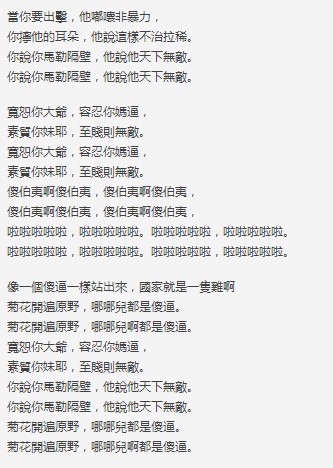 當你要出擊，他嘟嚷非暴力，
你擰他的耳朵，他說這樣不治拉稀。
你說你馬勒隔壁，他說他天下無敵。
你說你馬勒隔壁，他說他天下無敵。
寬恕你大爺，容忍你媽逼，
素質你妹耶，至賤則無敵。
寬恕你大爺，容忍你媽逼，
素質你妹耶，至賤則無敵。
傻伯夷啊傻伯夷，傻伯夷啊傻伯夷，
傻伯夷啊傻伯夷，傻伯夷啊傻伯夷，
啦啦啦啦啦，啦啦啦啦啦。啦啦啦啦啦，啦啦啦啦啦。
啦啦啦啦啦，啦啦啦啦啦。啦啦啦啦啦，啦啦啦啦啦。
像一個傻逼一樣站出來，國家就是一隻雞啊
菊花開遍原野，哪哪兒都是傻逼。
菊花開遍原野，哪哪兒啊都是傻逼。
寬恕你大爺，容忍你媽逼，
素質你妹耶，至賤則無敵。
你說你馬勒隔壁，他說他天下無敵。
你說你馬勒隔壁，他說他天下無敵。
菊花開遍原野，哪哪兒都是傻逼。
菊花開遍原野，哪哪兒啊都是傻逼。